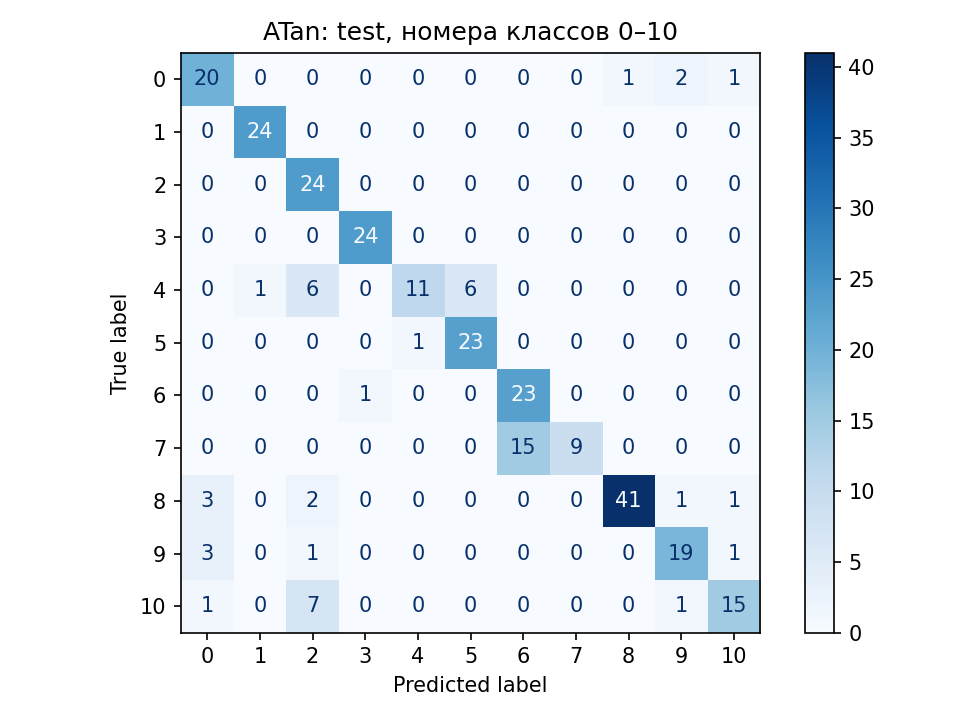 ATan: test, номера классов 0–10
0 20 0 0 0 0 0 0 0 1 2 1
1 0 24 0 0 0 0 0 0 0 0 0
2 0 0 24 0 0 0 0 0 0 0 0
3 0 0 0 24 0 0 0 0 0 0 0
4 0 1 6 0 11 6 0 0 0 0 0
5 0 0 0 0 1 23 0 0 0 0 0
6 0 0 0 1 0 0 23 0 0 0 0
7 0 0 0 0 0 0 15 9 0 0 0
8 3 0 2 0 0 0 0 0 41 1 1
9 3 0 1 0 0 0 0 0 0 19 1
10 1 0 7 0 0 0 0 0 0 1 15
0 1 2 3 4 5 6 7 8 9 10
Predicted label
True label
40
35
30
25
20
15
10
5
0